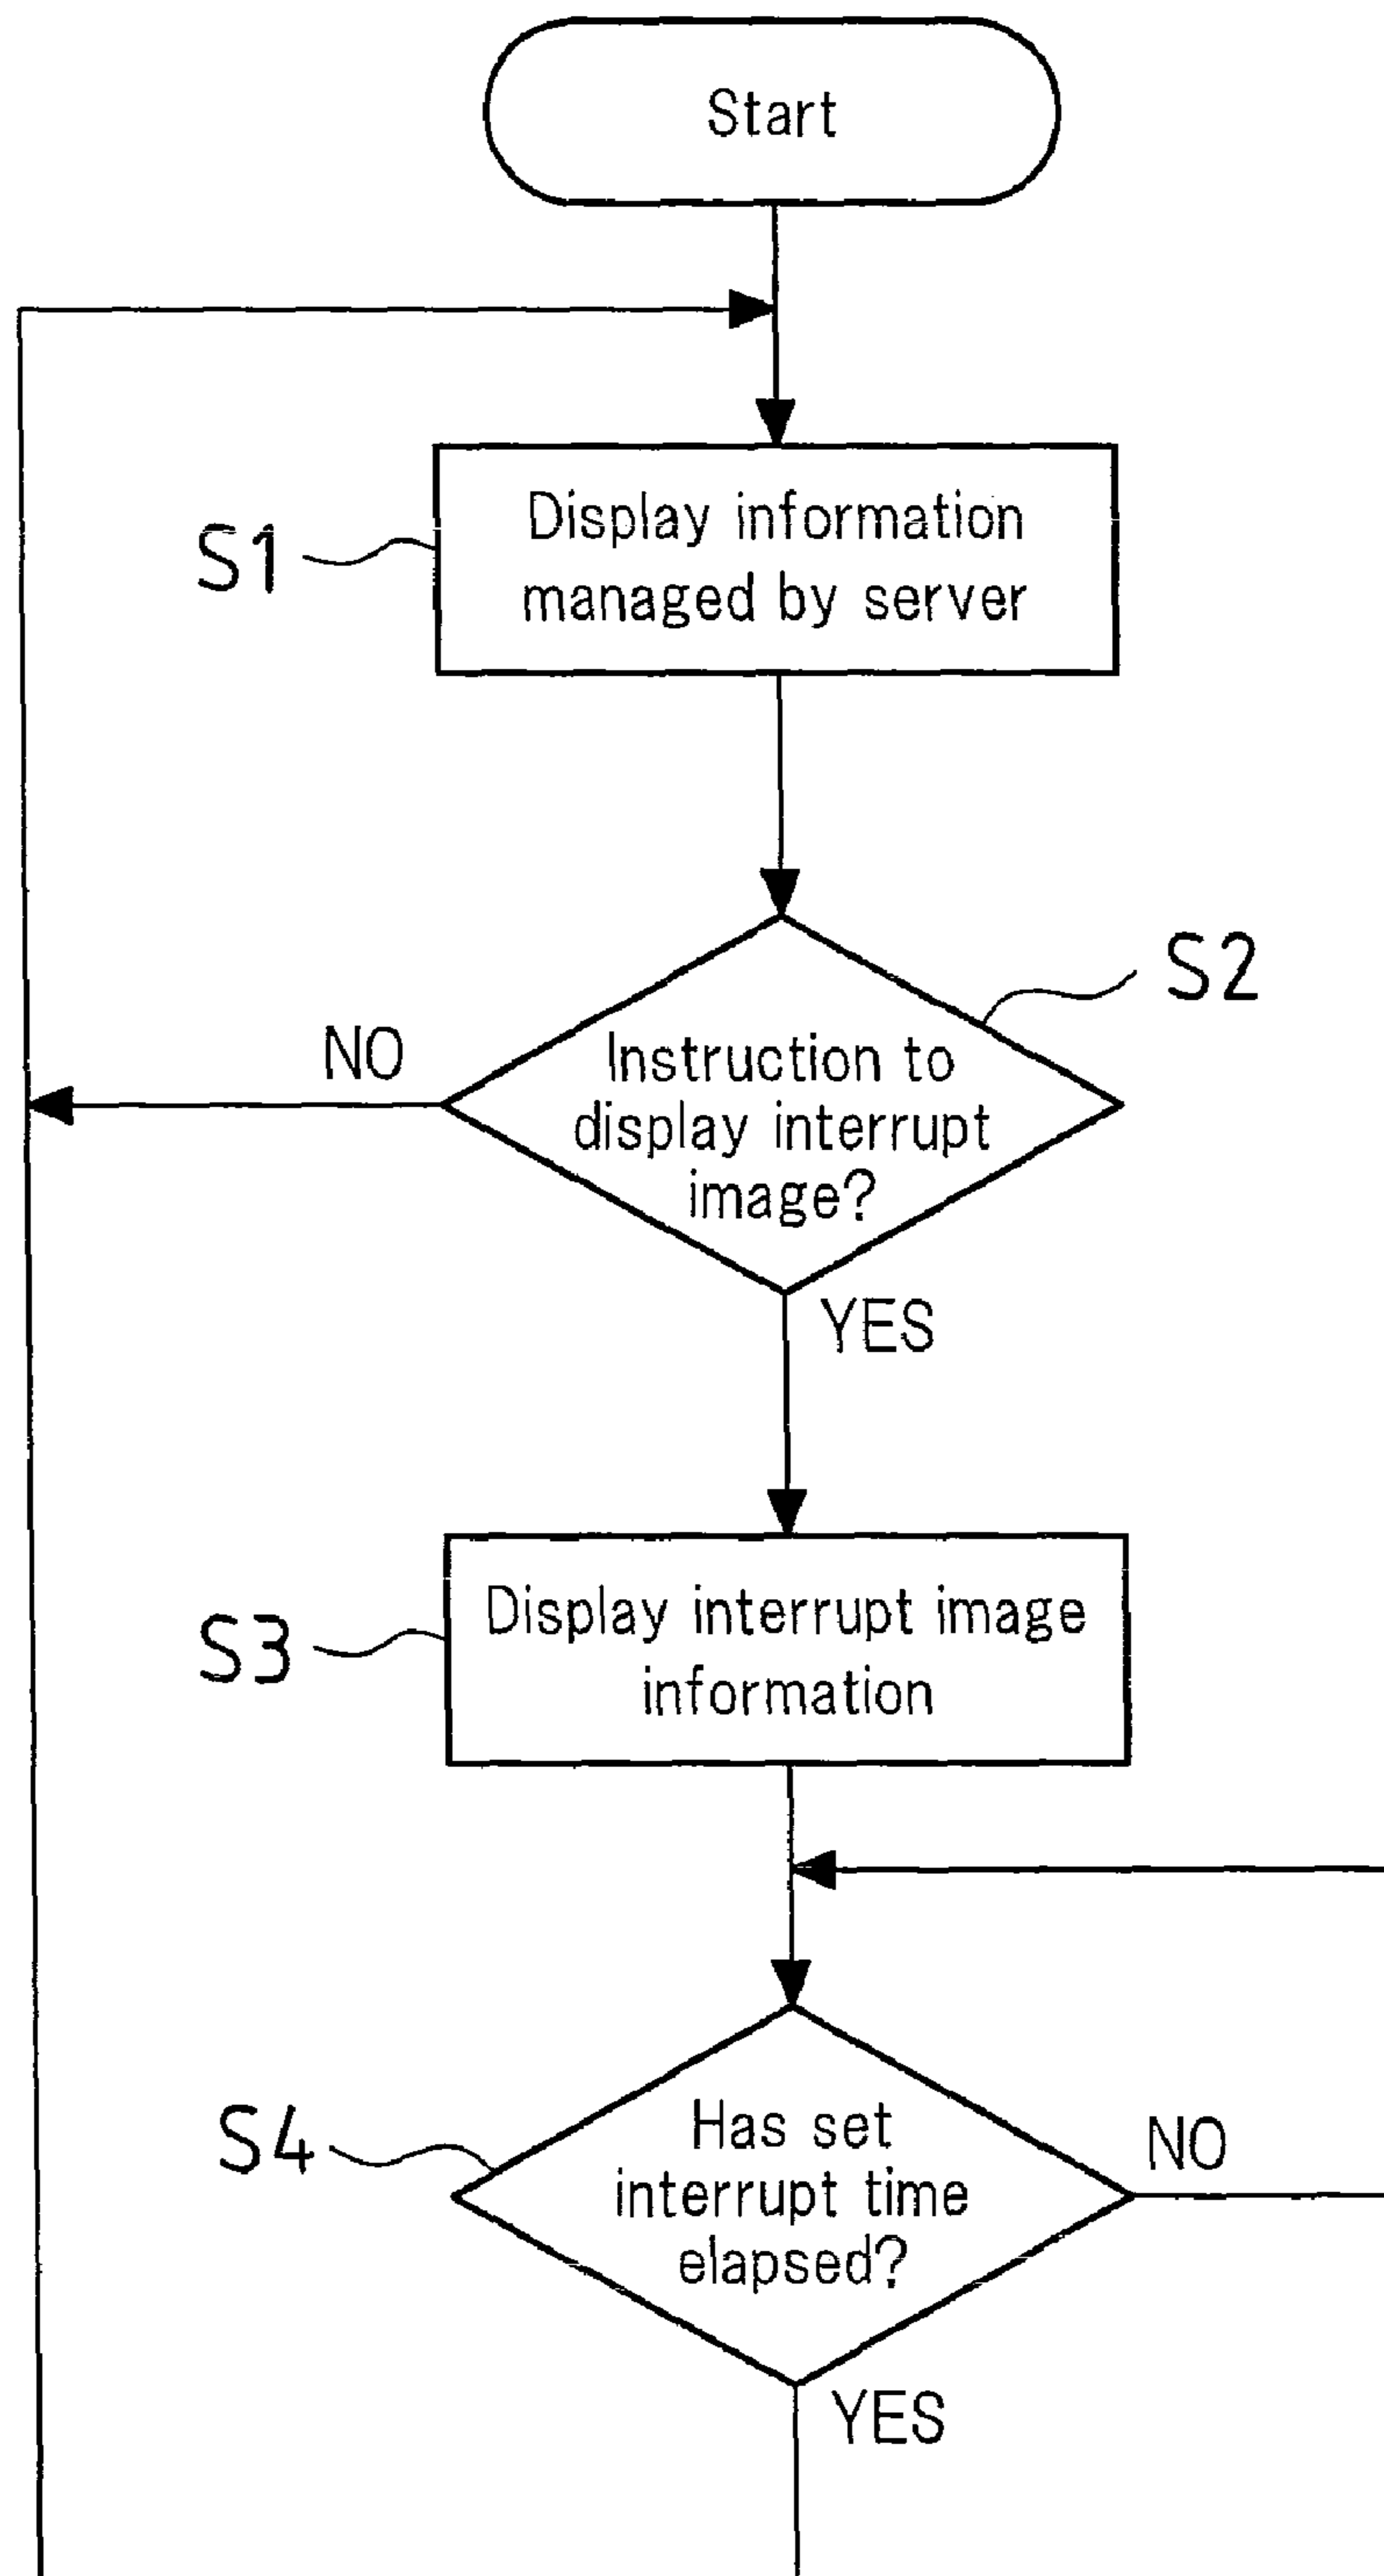 Start
S1
Display information
managed by server
S2
NO
Instruction to
display interrupt
image?
YES
S3
Display interrupt image
information
S4
Has set
interrupt time
elapsed?
NO
YES